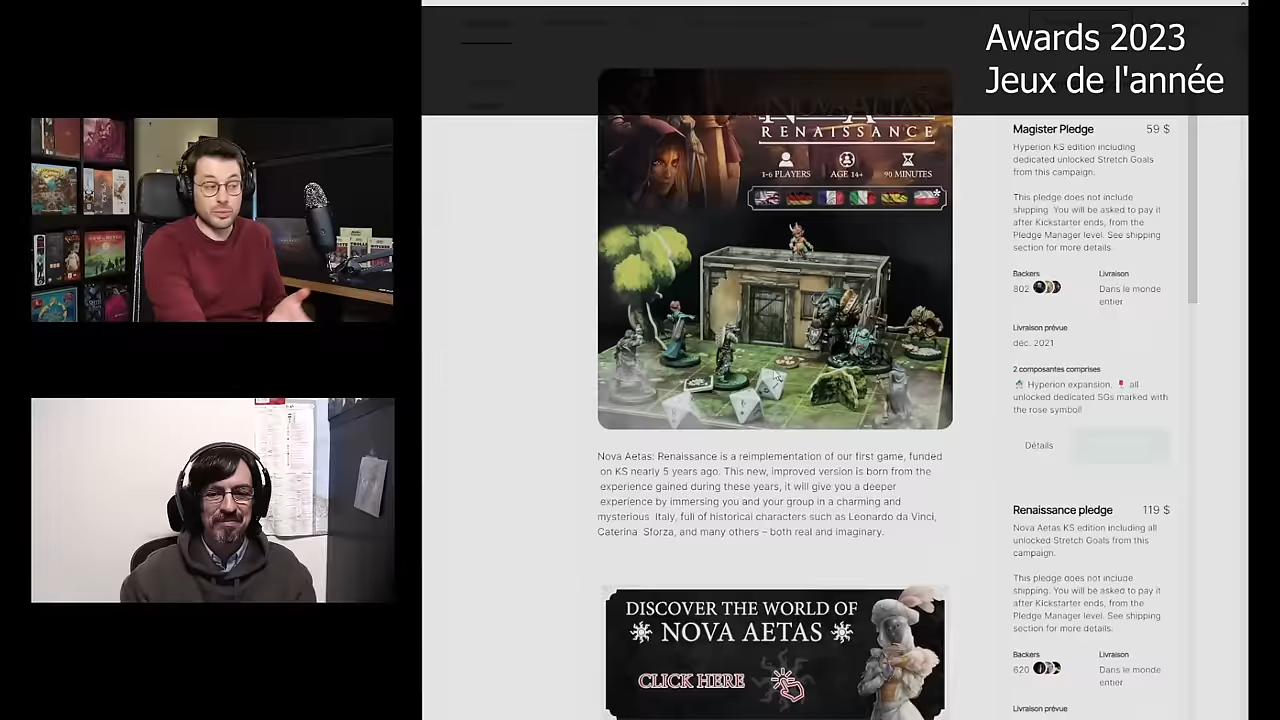 Awards 2023
Jeux de l'année
NOVA AETAS
RENAISSANCE
1-6 PLAYERS
AGE 14+
90 MINUTES
Nova Aetas: Renaissance is a reimplementation of our first game, funded
on KS nearly 5 years ago. This new, improved version is born from the
experience gained during these years, it will give you a deeper
experience by immersing you and your group in a charming and
mysterious Italy, full of historical characters such as Leonardo da Vinci,
Caterina Sforza, and many others – both real and imaginary.
DISCOVER THE WORLD OF
NOVA AETAS
CLICK HERE
Magister Pledge 59 $
Hyperion KS edition including
dedicated unlocked Stretch Goals
from this campaign.
This pledge does not include
shipping. You will be asked to pay it
after Kickstarter ends, from the
Pledge Manager level. See shipping
section for more details.
Backers Livraison
802 Dans le monde
entier
Livraison prévue
déc. 2021
2 composantes comprises
Hyperion expansion, all
unlocked dedicated SGs marked with
the rose symbol!
Détails
Renaissance pledge 119 $
Nova Aetas KS edition including all
unlocked Stretch Goals from this
campaign.
This pledge does not include
shipping. You will be asked to pay it
after Kickstarter ends, from the
Pledge Manager level. See shipping
section for more details.
Backers Livraison
620 Dans le monde
entier
Livraison prévue